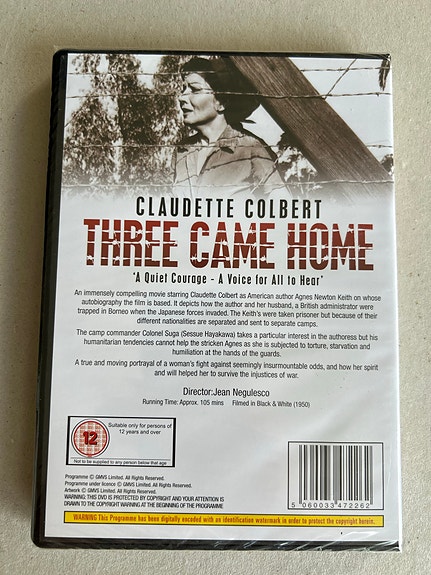 CLAUDETTE COLBERT
THREE CAME HOME
'A Quiet Courage - A Voice for All to Hear'
An immensely compelling movie starring Claudette Colbert as American author Agnes Newton Keith on whose
autobiography the film is based. It depicts how the author and her husband, a British administrator were
trapped in Borneo when the Japanese forces invaded. The Keith's were taken prisoner but because of their
different nationalities are separated and sent to separate camps.
The camp commander Colonel Suga (Sessue Hayakawa) takes a particular interest in the authoress but his
humanitarian tendencies cannot help the stricken Agnes as she is subjected to torture, starvation and
humiliation at the hands of the guards.
A true and moving portrayal of a woman's fight against seemingly insurmountable odds, and how her spirit
and will helped her to survive the injustices of war.
Director:Jean Negulesco
Running Time: Approx. 105 mins Filmed in Black & White (1950)
12
Suitable only for persons of
12 years and over
Not to be supplied to any person below that age
Programme © GMVS Limited. All Rights Reserved.
Programme under licence © GMVS Limited. All Rights Reserved.
Artwork © GMVS Limited. All Rights Reserved.
WARNING: THIS DVD IS PROTECTED BY COPYRIGHT AND YOUR ATTENTION IS
DRAWN TO THE COPYRIGHT WARNING AT THE BEGINNING OF THE PROGRAMME
5 060033 472262
WARNING This Programme has been digitally encoded with an identification watermark in order to protect the copyright herein.